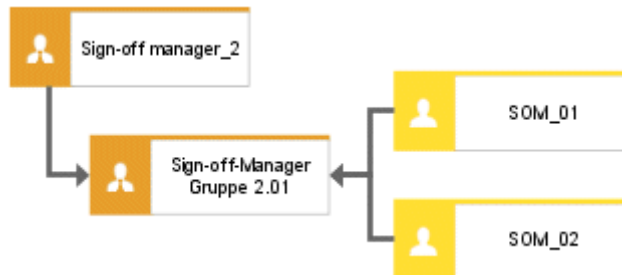 Sign-off manager_2
SOM_01
Sign-off-Manager
Gruppe 2.01
SOM_02